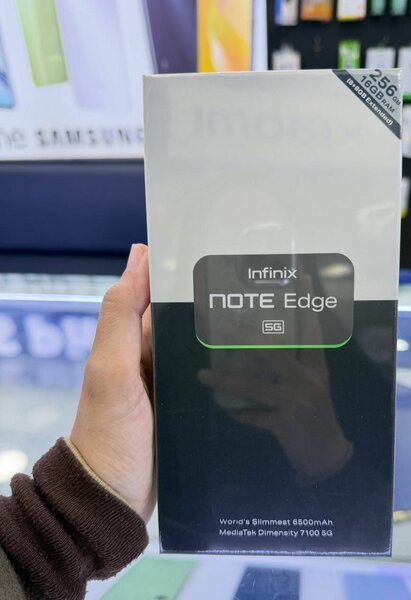 SAMSUNG
256GB
16GB RAM
(8+8GB Extended)
Infinix
NOTE Edge
5G
World's Slimmest 6500mAh
MediaTek Dimensity 7100 5G